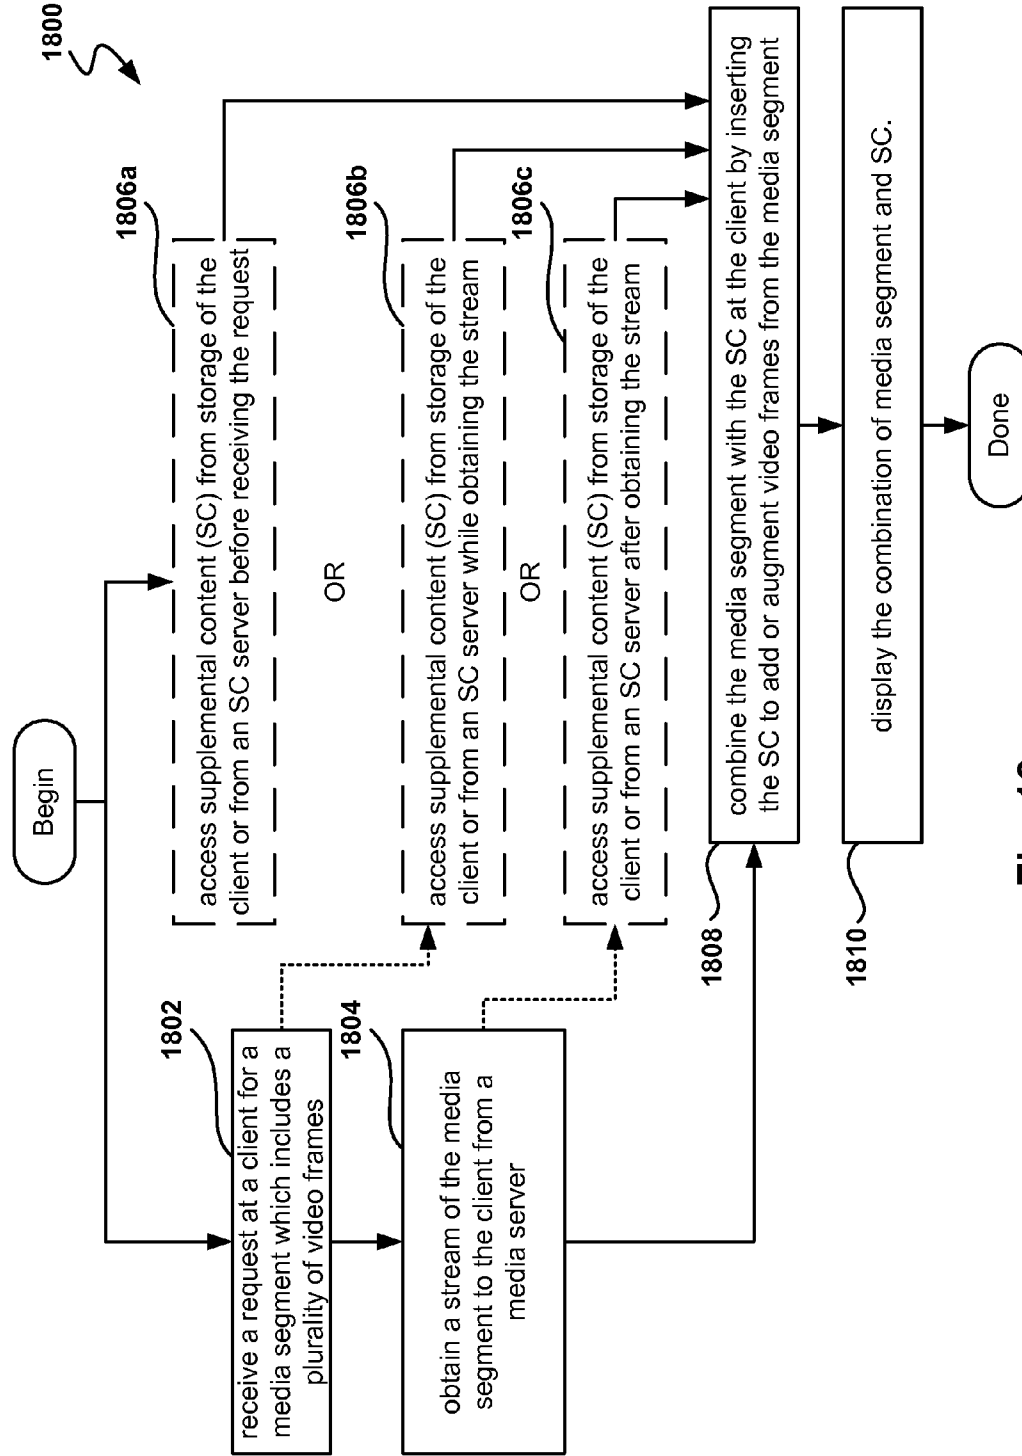 1800
Begin
1802
receive a request at a client for a
media segment which includes a
plurality of video frames
1804
obtain a stream of the media
segment to the client from a
media server
1806a
access supplemental content (SC) from storage of the
client or from an SC server before receiving the request
OR
1806b
access supplemental content (SC) from storage of the
client or from an SC server while obtaining the stream
OR
1806c
access supplemental content (SC) from storage of the
client or from an SC server after obtaining the stream
1808
combine the media segment with the SC at the client by inserting
the SC to add or augment video frames from the media segment
1810
display the combination of media segment and SC.
Done